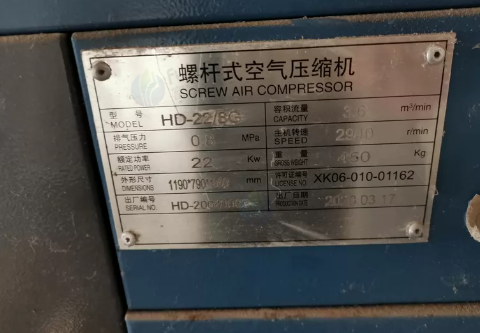 螺杆式空气压缩机
SCREW AIR COMPRESSOR
型号 MODEL HD-22/8G 容积流量 CAPACITY 3.6 m³/min
排气压力 PRESSURE MPa 主机转速 SPEED r/min
额定功率 RATED POWER 22 Kw 重量 GROSS WEIGHT Kg
外形尺寸 DIMENSIONS mm 许可证编号 LICENSE NO. XK06-010-01162
出厂编号 SERIAL NO. 出厂日期 PRODUCTION DATE